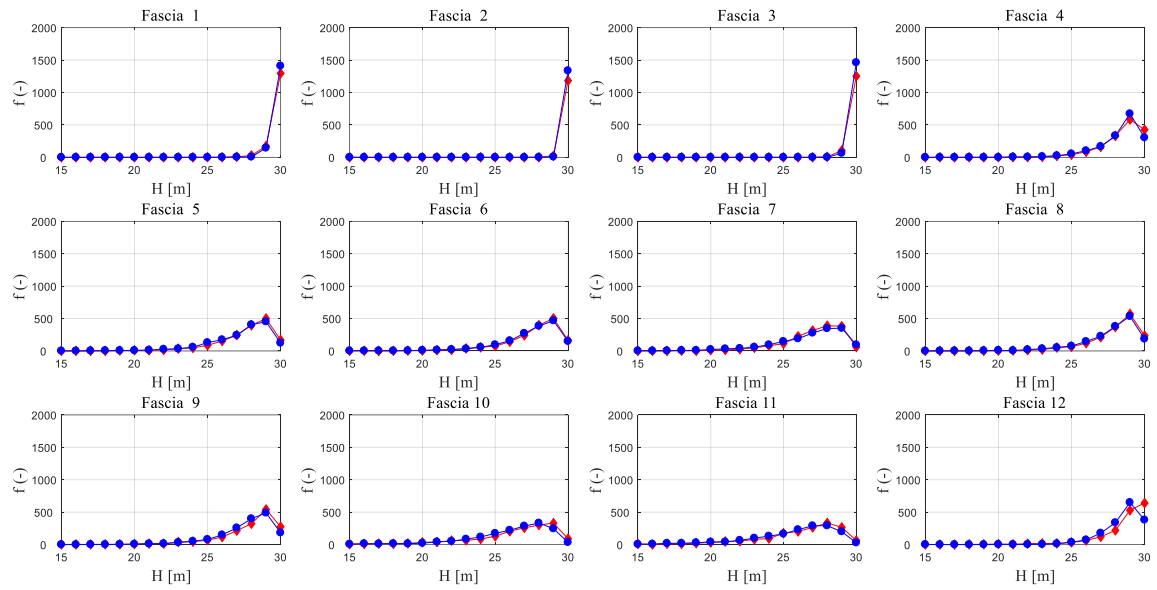 Fascia 1
2000
1500
1000
500
0
f (-)
15 20 25 30
H [m]
Fascia 2
2000
1500
1000
500
0
f (-)
15 20 25 30
H [m]
Fascia 3
2000
1500
1000
500
0
f (-)
15 20 25 30
H [m]
Fascia 4
2000
1500
1000
500
0
f (-)
15 20 25 30
H [m]
Fascia 5
2000
1500
1000
500
0
f (-)
15 20 25 30
H [m]
Fascia 6
2000
1500
1000
500
0
f (-)
15 20 25 30
H [m]
Fascia 7
2000
1500
1000
500
0
f (-)
15 20 25 30
H [m]
Fascia 8
2000
1500
1000
500
0
f (-)
15 20 25 30
H [m]
Fascia 9
2000
1500
1000
500
0
f (-)
15 20 25 30
H [m]
Fascia 10
2000
1500
1000
500
0
f (-)
15 20 25 30
H [m]
Fascia 11
2000
1500
1000
500
0
f (-)
15 20 25 30
H [m]
Fascia 12
2000
1500
1000
500
0
f (-)
15 20 25 30
H [m]